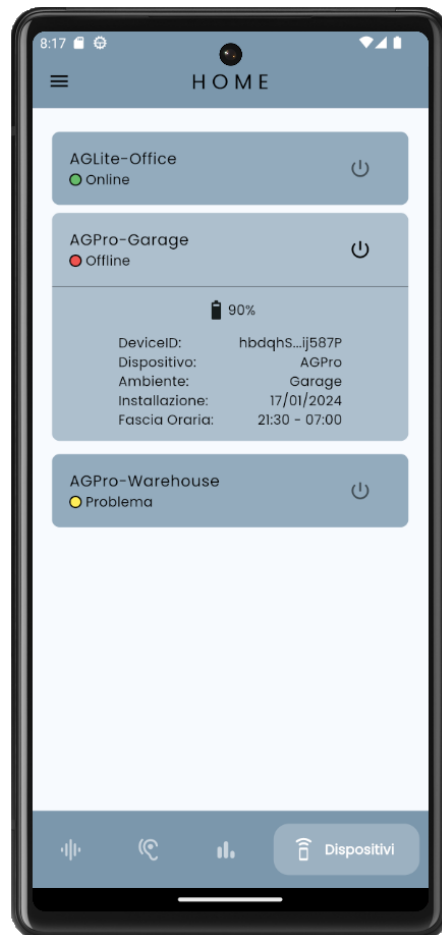 8:17
HOME
AGLite-Office
Online
AGPro-Garage
Offline
90%
DeviceID: hbdqhS...ij587P
Dispositivo: AGPro
Ambiente: Garage
Installazione: 17/01/2024
Fascia Oraria: 21:30 - 07:00
AGPro-Warehouse
Problema
Dispositivi